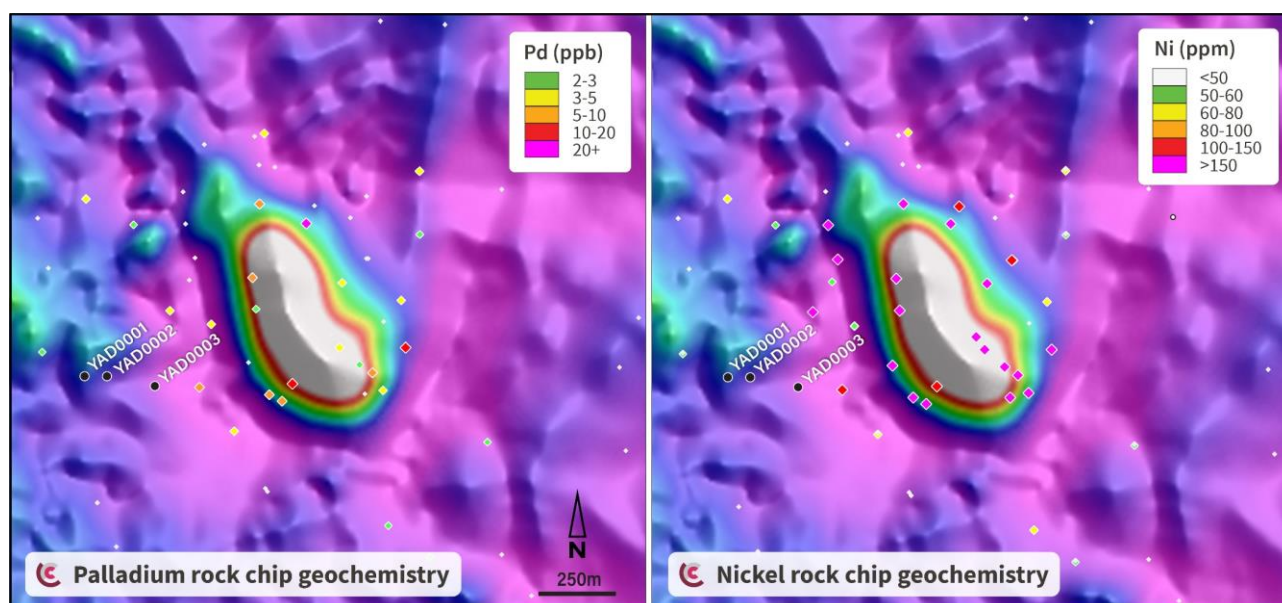 Pd (ppb)
2-3
3-5
5-10
10-20
20+
YAD0001
YAD0002
YAD0003
N
250m
Palladium rock chip geochemistry
Ni (ppm)
<50
50-60
60-80
80-100
100-150
>150
YAD0001
YAD0002
YAD0003
Nickel rock chip geochemistry